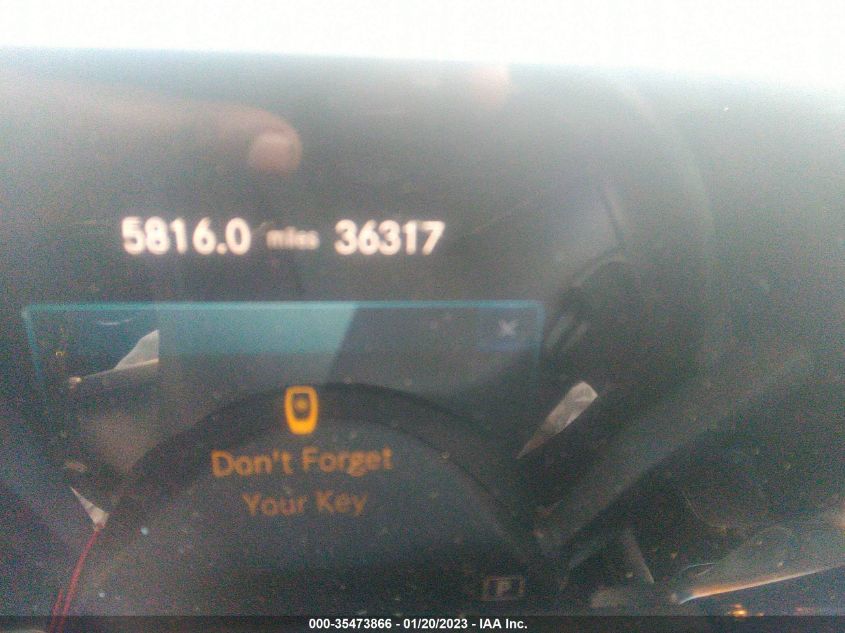 5816.0 miles 36317
Don't Forget
Your Key
P
000-35473866 - 01/20/2023 - IAA Inc.